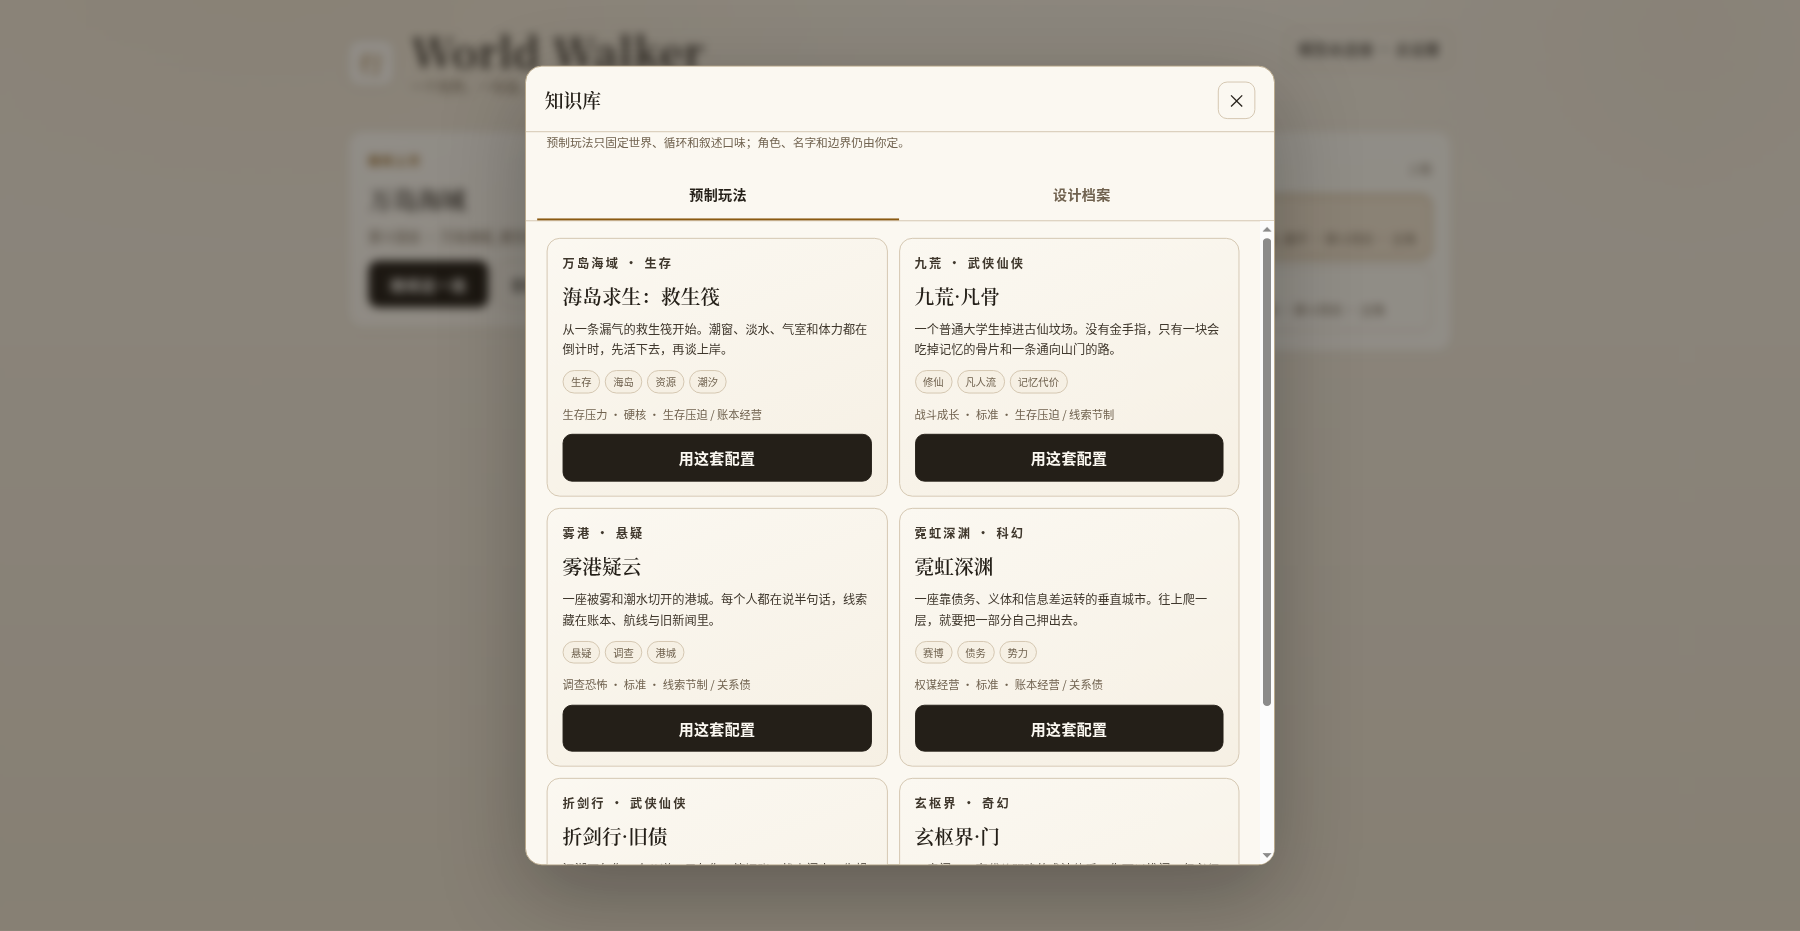 World Walker
知识库
预制玩法只固定世界、循环和叙述口味；角色、名字和边界仍由你定。
预制玩法
设计档案
万岛海域 · 生存
海岛求生：救生筏
从一条漏气的救生筏开始。潮窗、淡水、气室和体力都在
倒计时，先活下去，再谈上岸。
生存 海岛 资源 潮汐
生存压力 · 硬核 · 生存压迫 / 账本经营
用这套配置
九荒 · 武侠仙侠
九荒·凡骨
一个普通大学生掉进古仙坟场。没有金手指，只有一块会
吃掉记忆的骨片和一条通向山门的路。
修仙 凡人流 记忆代价
战斗成长 · 标准 · 生存压迫 / 线索节制
用这套配置
雾港 · 悬疑
雾港疑云
一座被雾和潮水切开的港城。每个人都在说半句话，线索
藏在账本、航线与旧新闻里。
悬疑 调查 港城
调查恐怖 · 标准 · 线索节制 / 关系债
用这套配置
霓虹深渊 · 科幻
霓虹深渊
一座靠债务、义体和信息差运转的垂直城市。往上爬一
层，就要把一部分自己押出去。
赛博 债务 势力
权谋经营 · 标准 · 账本经营 / 关系债
用这套配置
折剑行 · 武侠仙侠
折剑行·旧债
玄枢界 · 奇幻
玄枢界·门
万岛海域